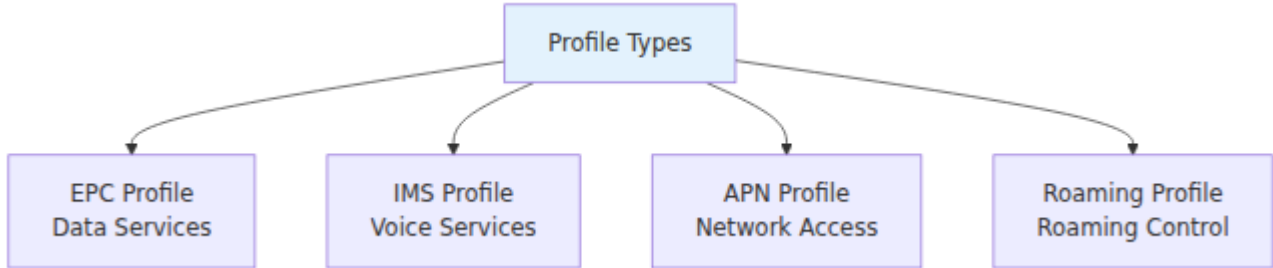 Profile Types
EPC Profile
Data Services
IMS Profile
Voice Services
APN Profile
Network Access
Roaming Profile
Roaming Control